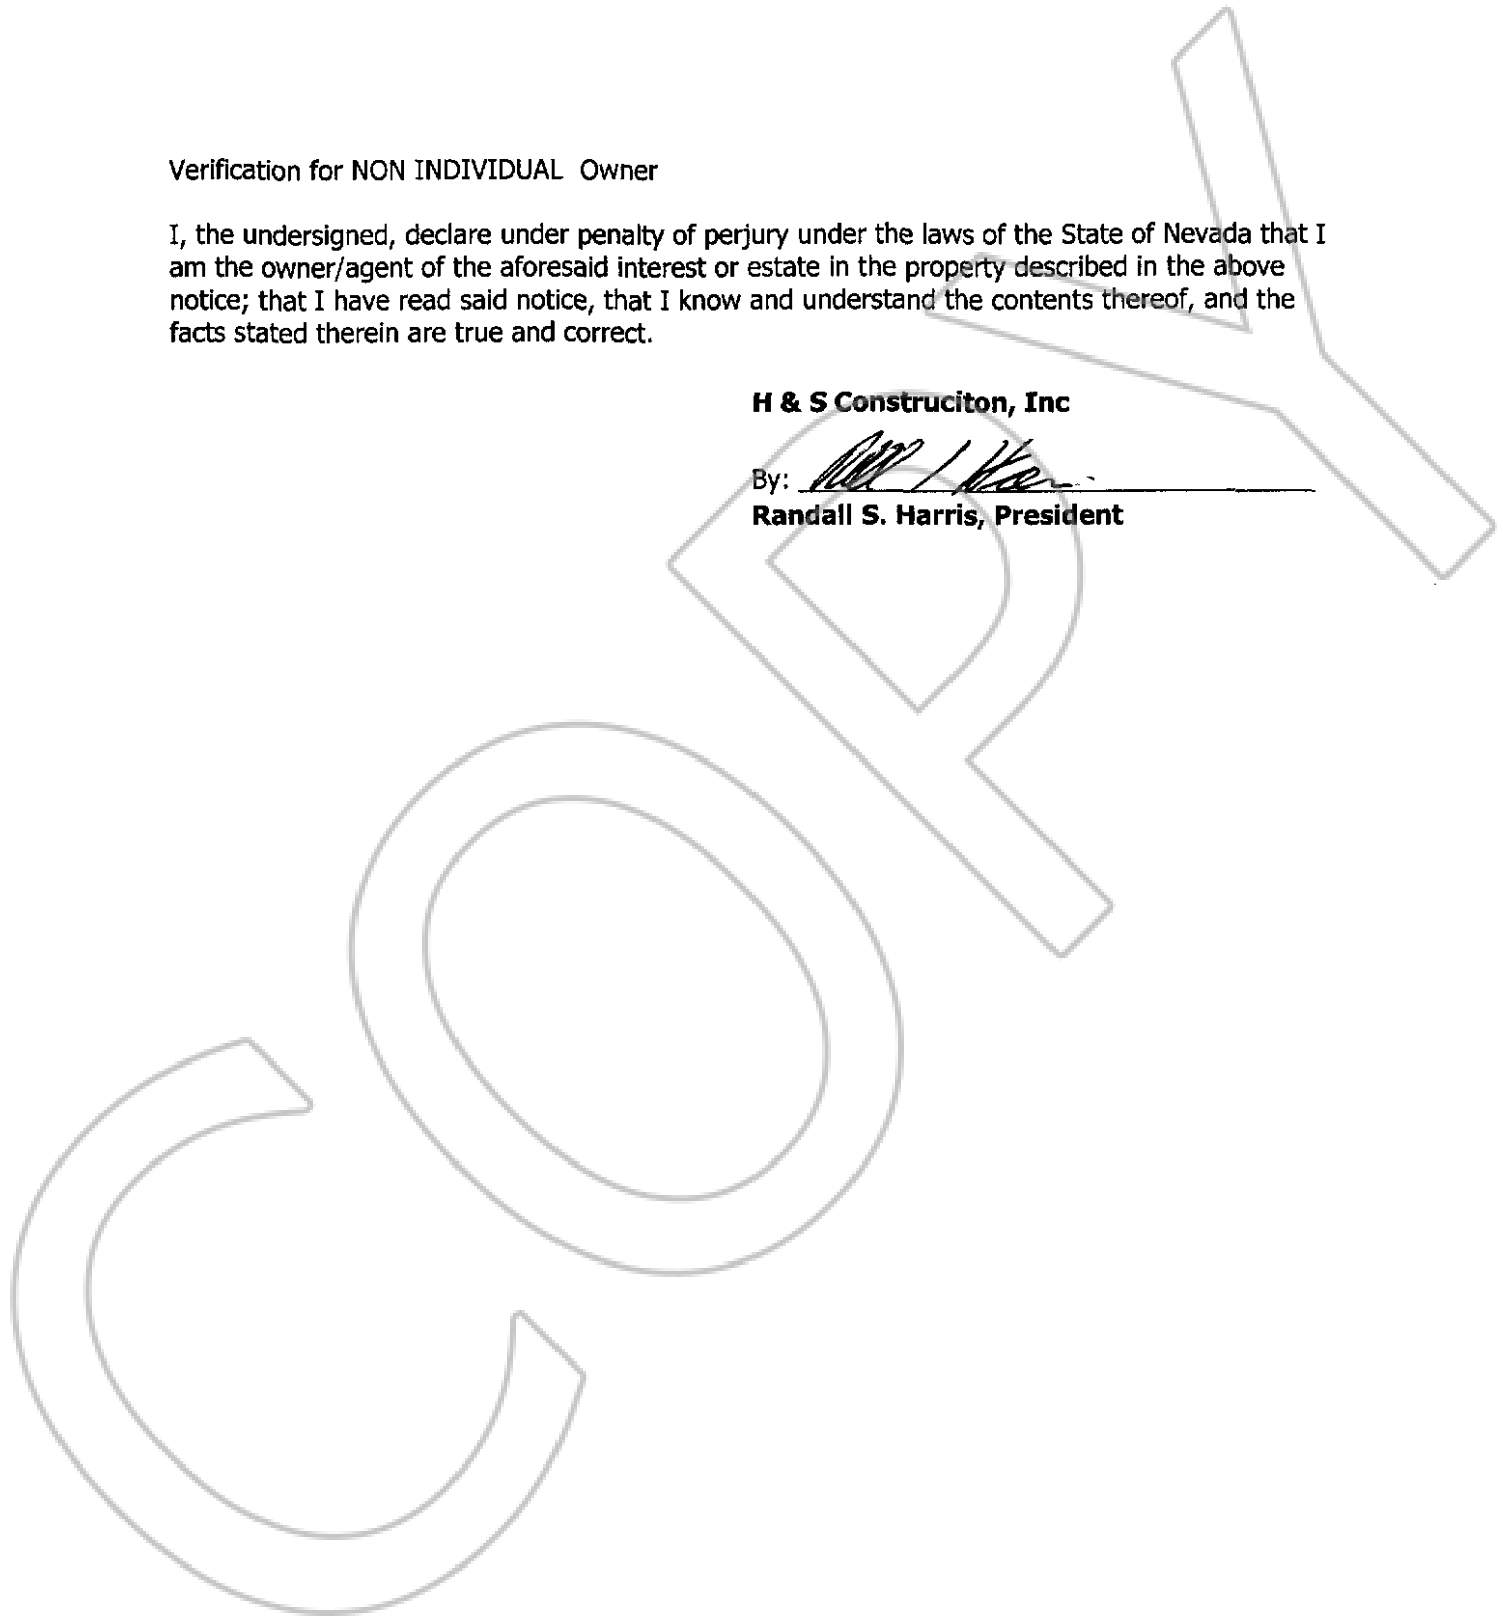 Verification for NON INDIVIDUAL Owner
I, the undersigned, declare under penalty of perjury under the laws of the State of Nevada that I
am the owner/agent of the aforesaid interest or estate in the property described in the above
notice; that I have read said notice, that I know and understand the contents thereof, and the
facts stated therein are true and correct.
H & S Construciton, Inc
By:
Randall S. Harris, President
COPY